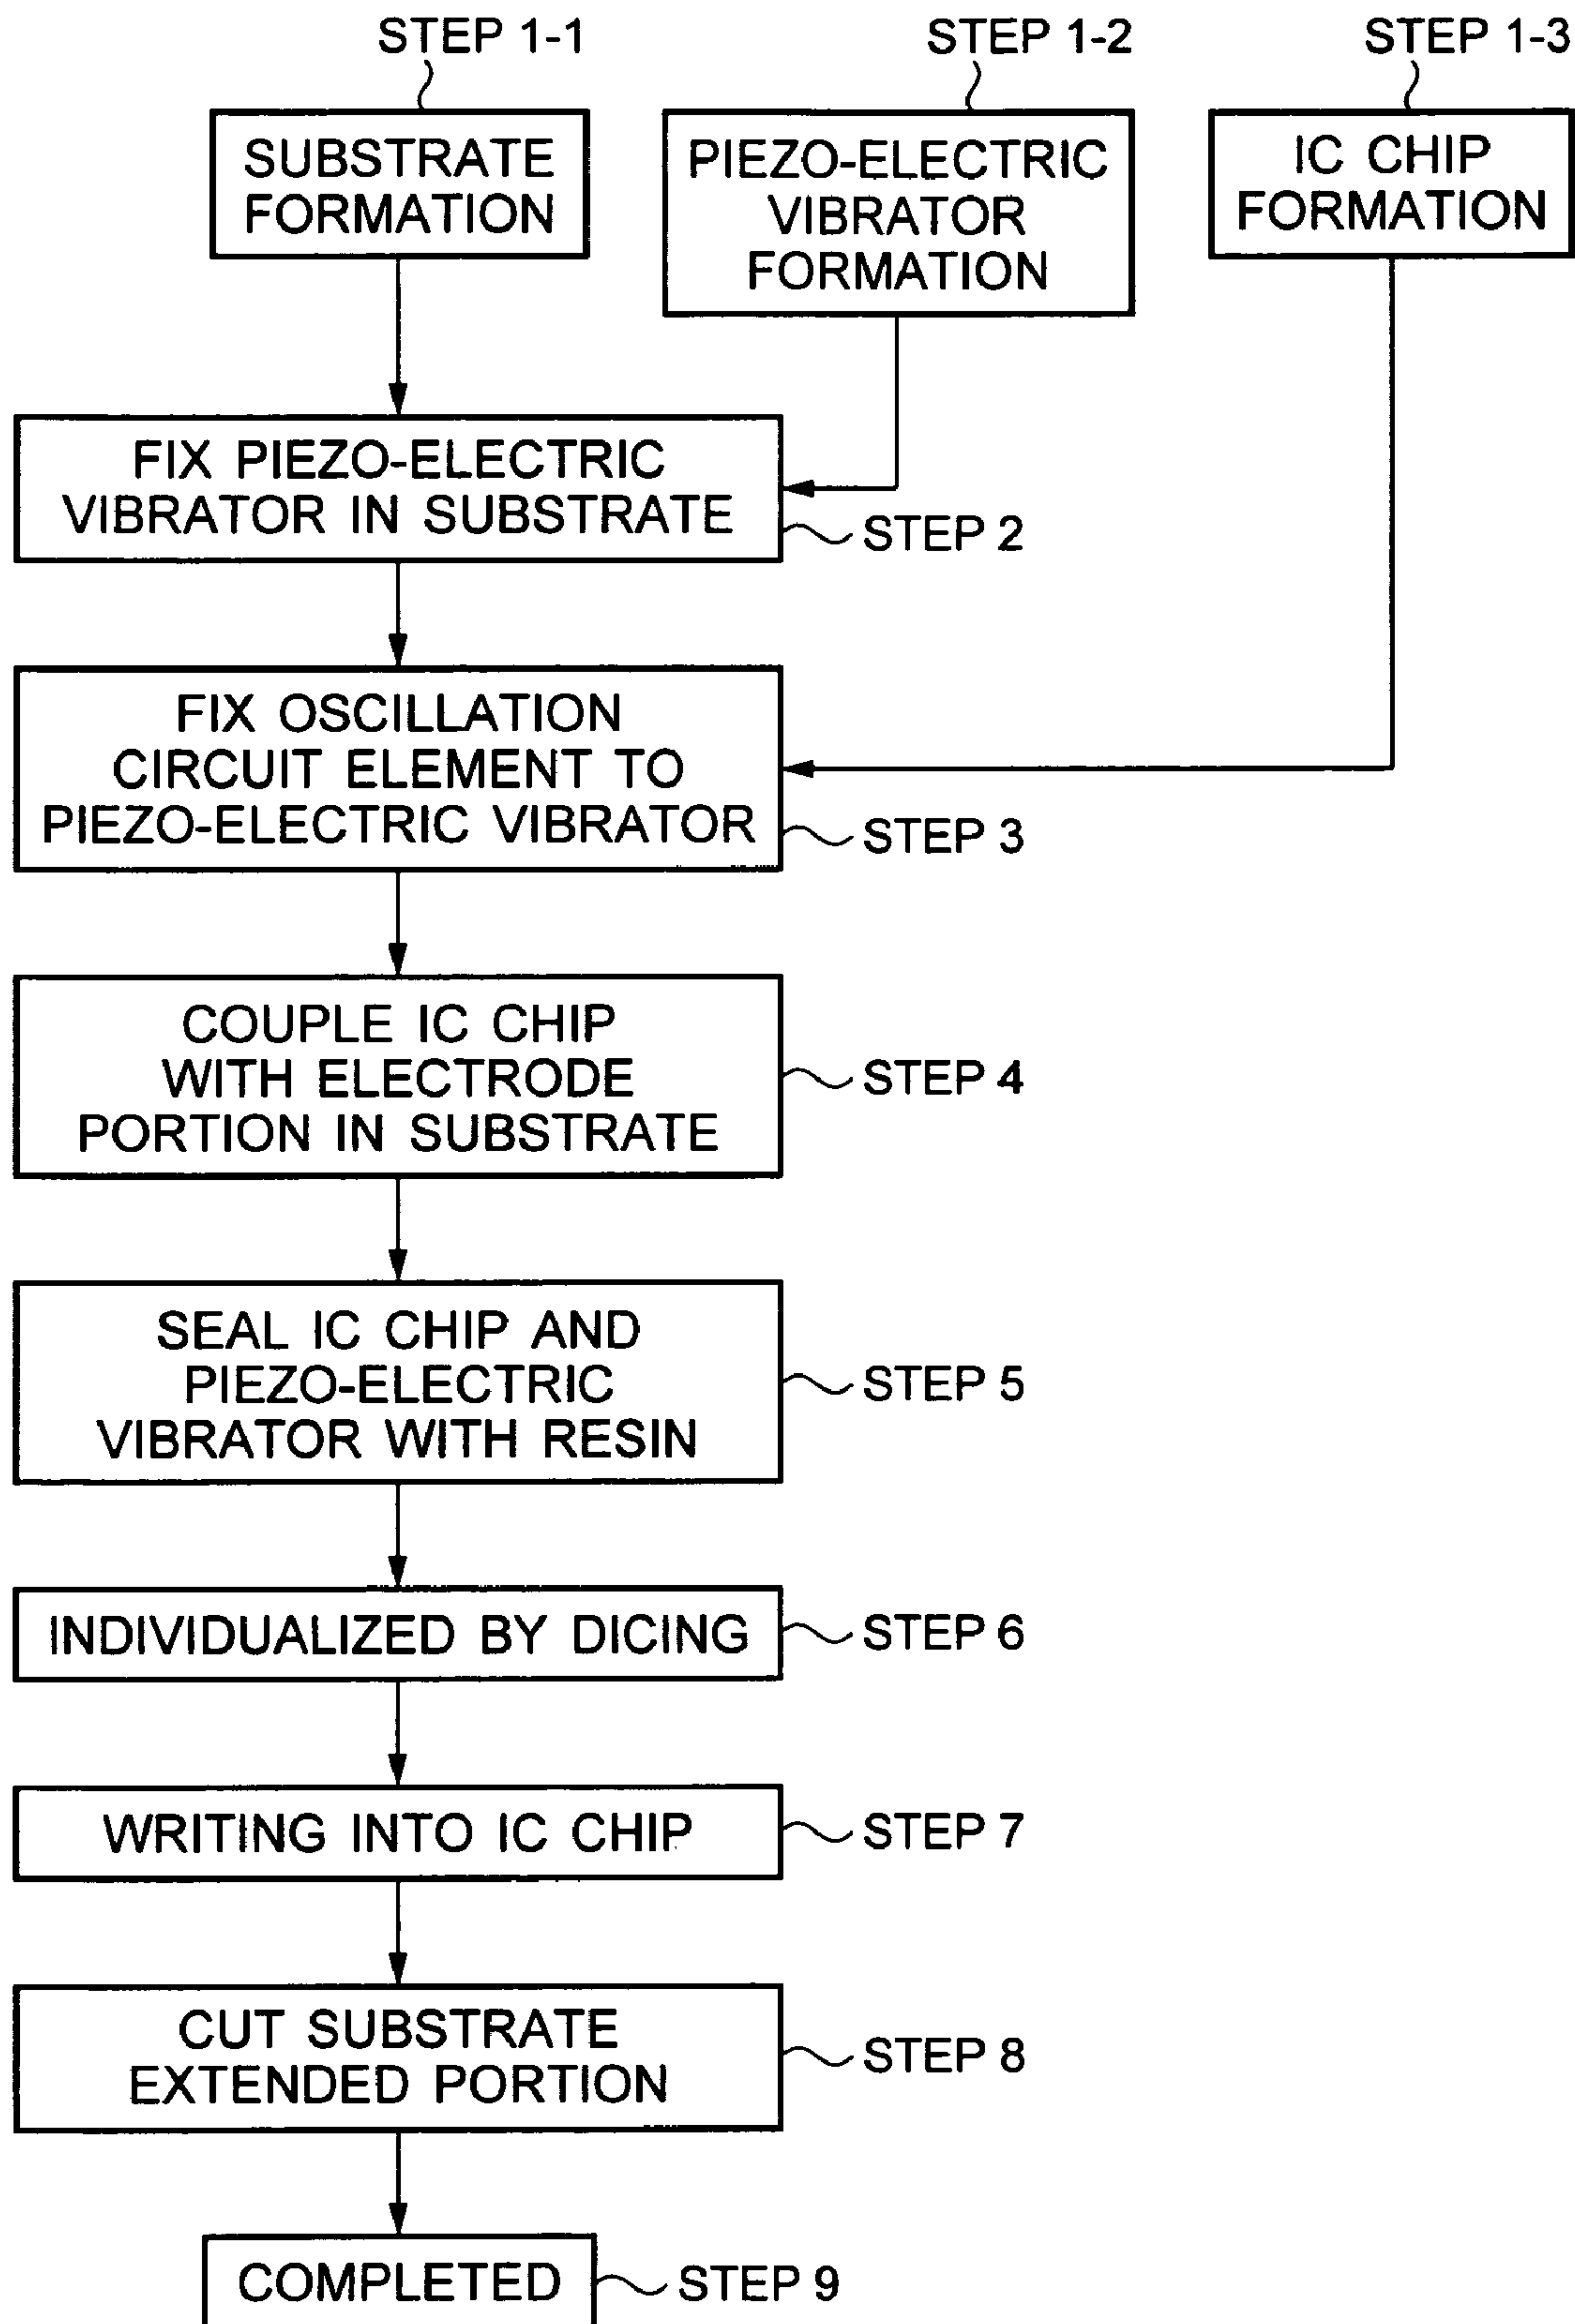 STEP 1-1
STEP 1-2
STEP 1-3
SUBSTRATE
FORMATION
PIEZO-ELECTRIC
VIBRATOR
FORMATION
IC CHIP
FORMATION
FIX PIEZO-ELECTRIC
VIBRATOR IN SUBSTRATE
STEP 2
FIX OSCILLATION
CIRCUIT ELEMENT TO
PIEZO-ELECTRIC VIBRATOR
STEP 3
COUPLE IC CHIP
WITH ELECTRODE
PORTION IN SUBSTRATE
STEP 4
SEAL IC CHIP AND
PIEZO-ELECTRIC
VIBRATOR WITH RESIN
STEP 5
INDIVIDUALIZED BY DICING
STEP 6
WRITING INTO IC CHIP
STEP 7
CUT SUBSTRATE
EXTENDED PORTION
STEP 8
COMPLETED
STEP 9